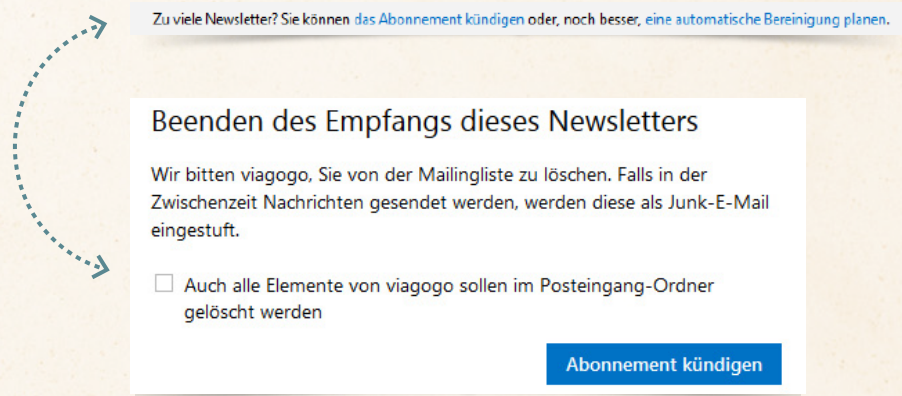 Zu viele Newsletter? Sie können das Abonnement kündigen oder, noch besser, eine automatische Bereinigung planen.
Beenden des Empfangs dieses Newsletters
Wir bitten viagogo, Sie von der Mailingliste zu löschen. Falls in der
Zwischenzeit Nachrichten gesendet werden, werden diese als Junk-E-Mail
eingestuft.
Auch alle Elemente von viagogo sollen im Posteingang-Ordner
gelöscht werden
Abonnement kündigen